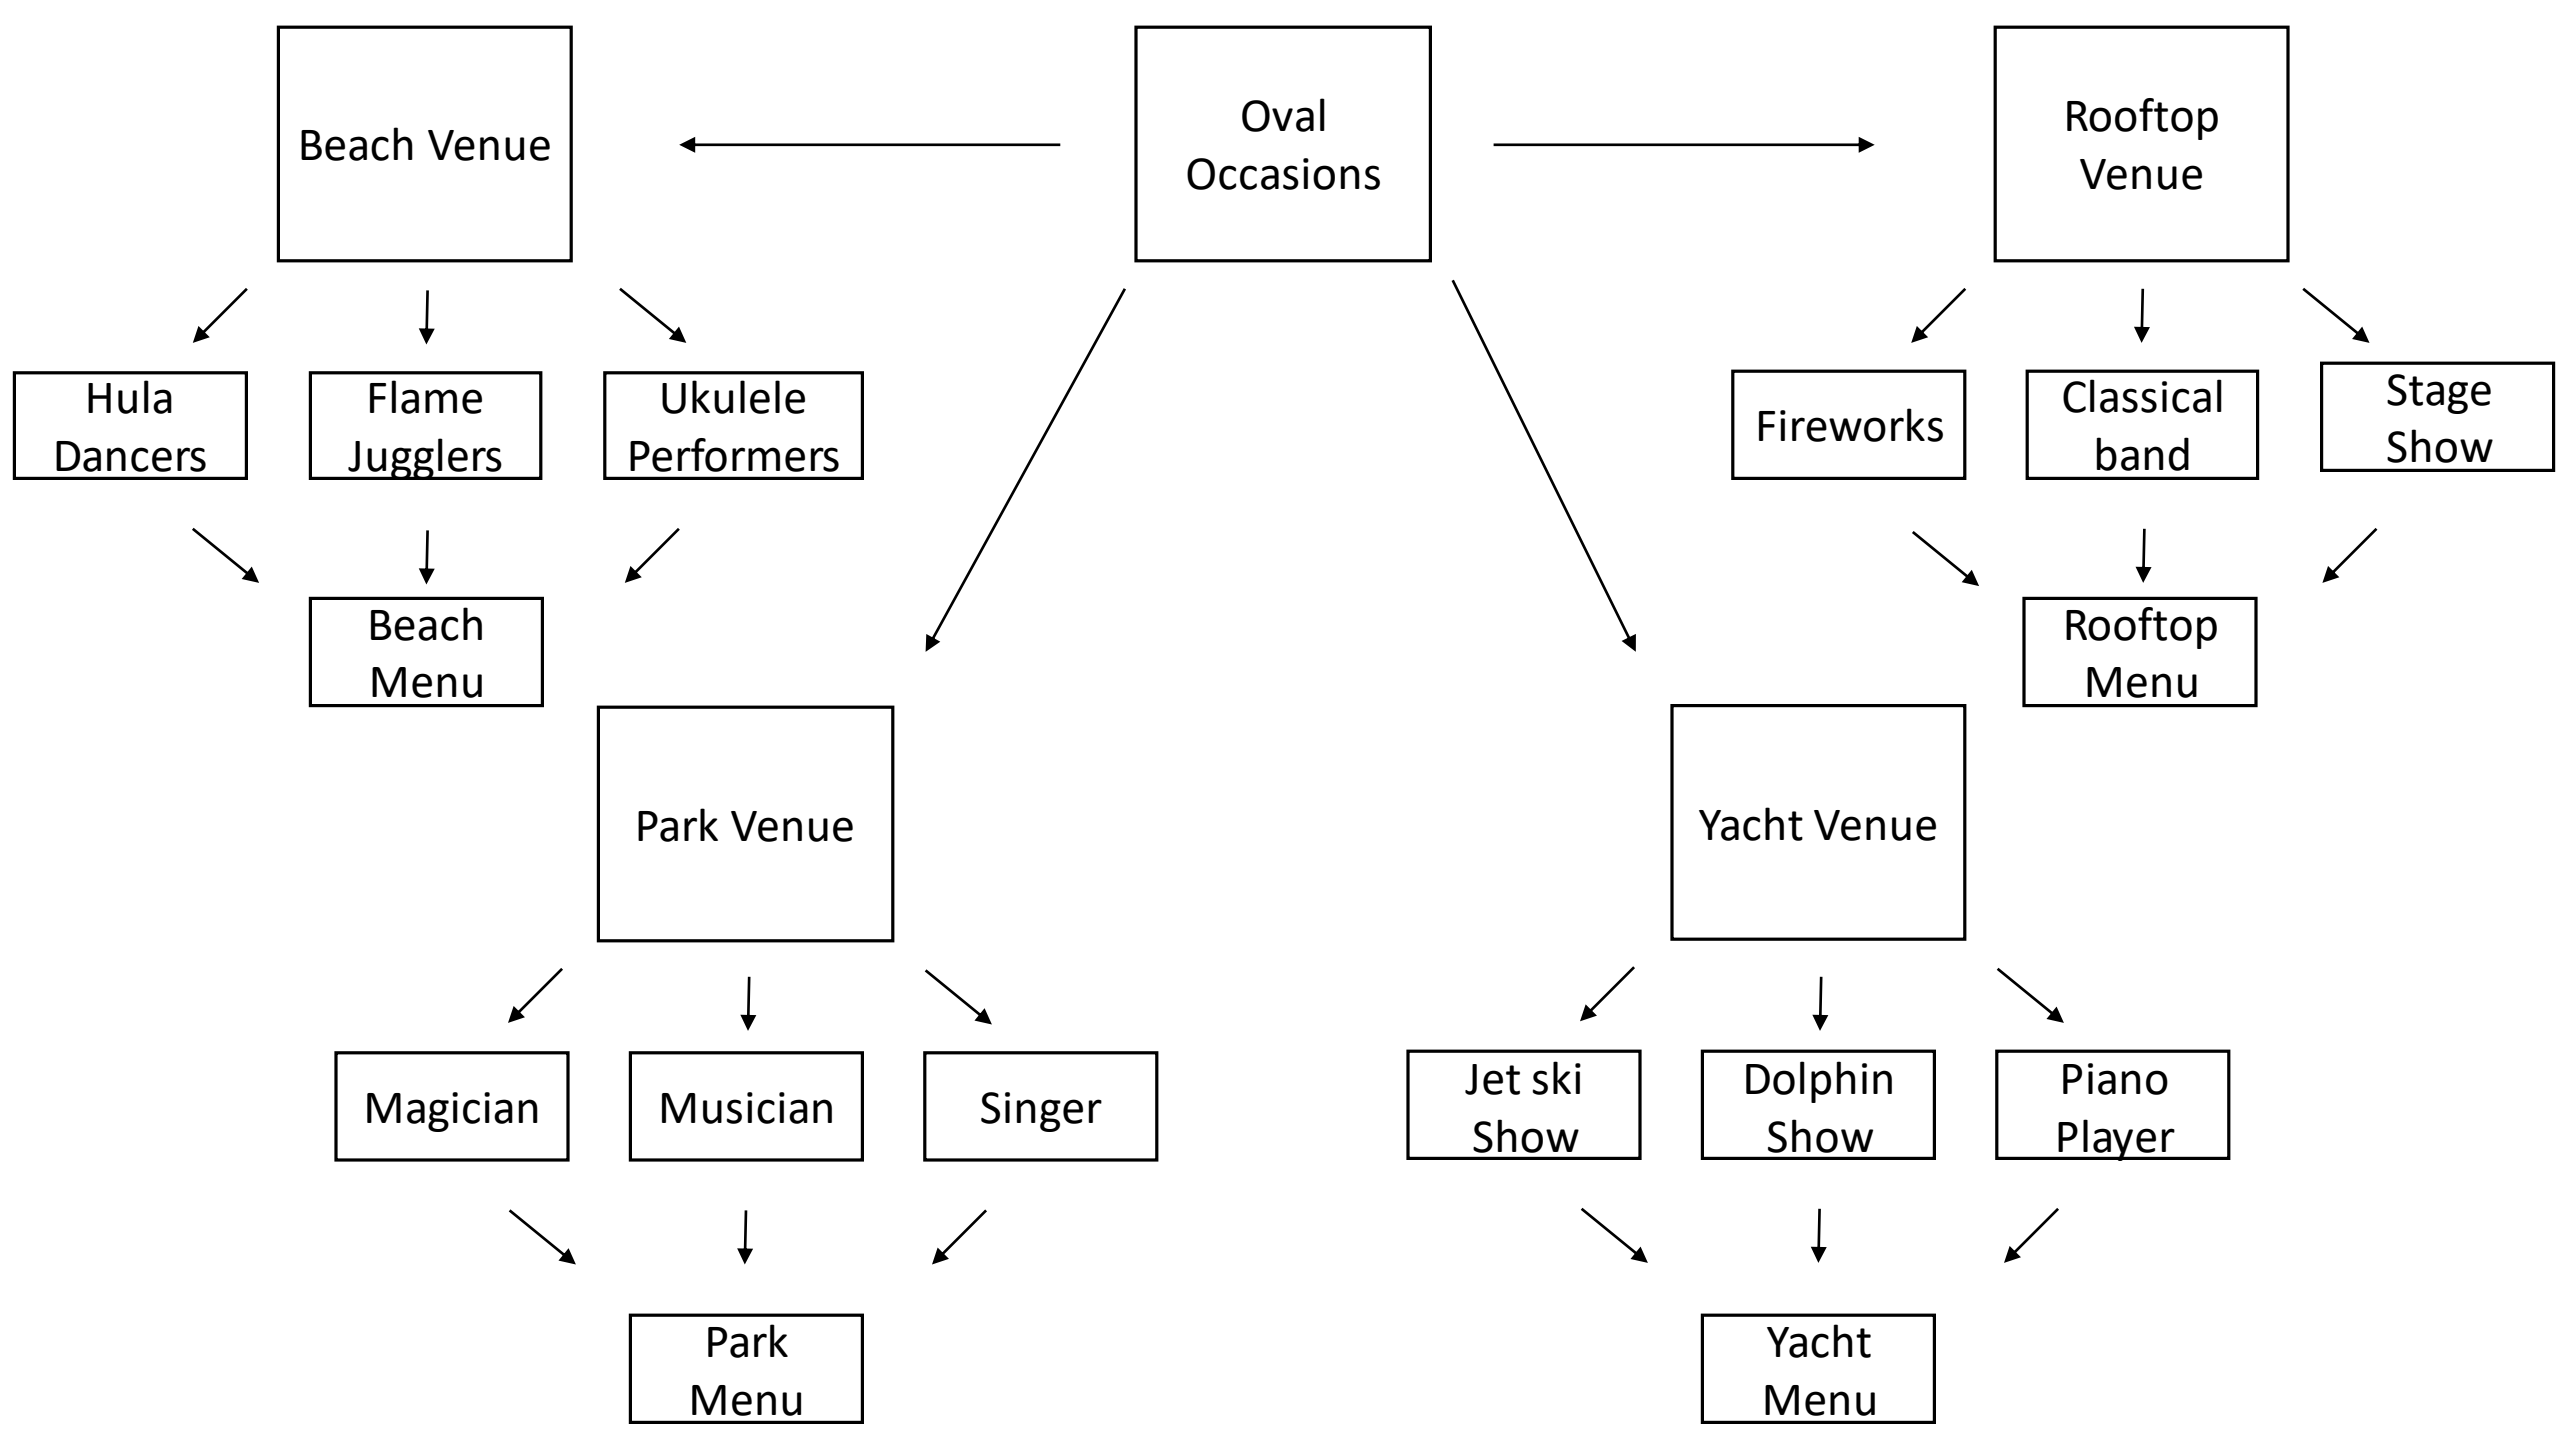 Beach Venue
Oval
Occasions
Rooftop
Venue
Hula
Dancers
Flame
Jugglers
Ukulele
Performers
Fireworks
Classical
band
Stage
Show
Beach
Menu
Rooftop
Menu
Park Venue
Yacht Venue
Magician
Musician
Singer
Jet ski
Show
Dolphin
Show
Piano
Player
Park
Menu
Yacht
Menu